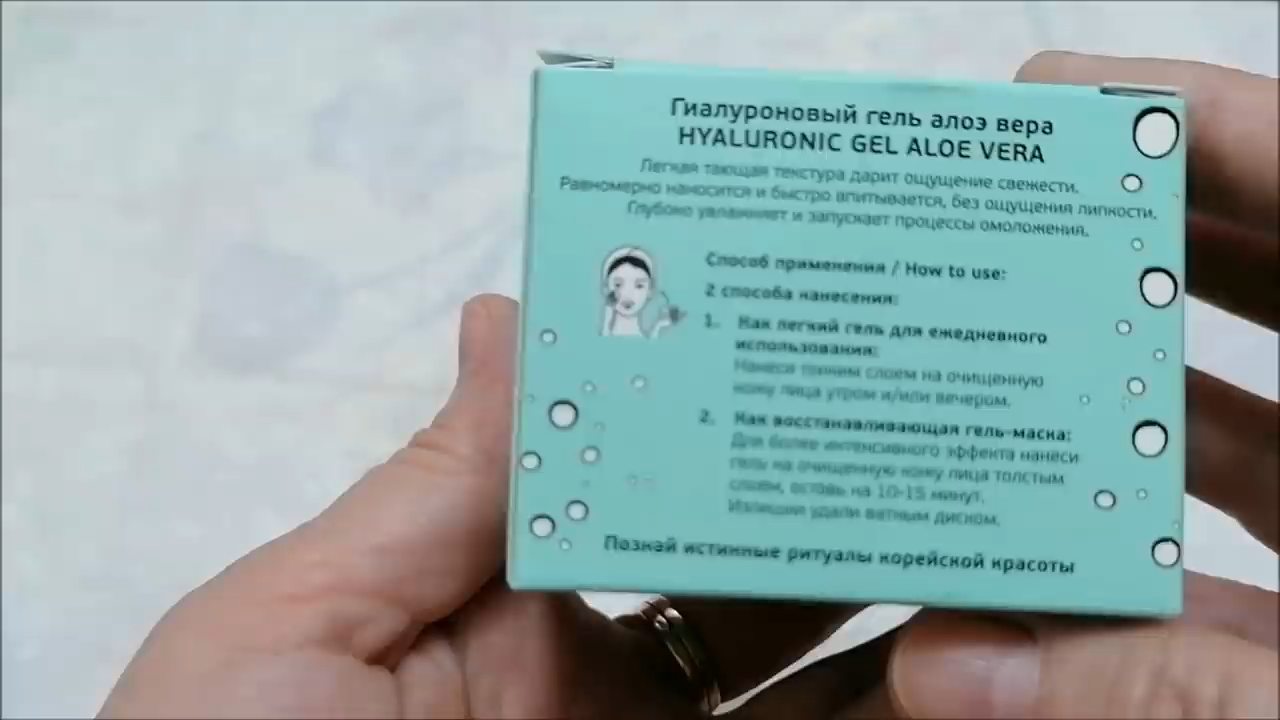 Гиалуроновый гель алоэ вера
HYALURONIC GEL ALOE VERA
Легкая тающая текстура дарит ощущение свежести.
Равномерно наносится и быстро впитывается, без ощущения липкости.
Глубоко увлажняет и запускает процессы омоложения.
Способ применения / How to use:
2 способа нанесения:
1. Как легкий гель для ежедневного
использования:
Нанеси тонким слоем на очищенную
кожу лица утром и/или вечером.
2. Как восстанавливающая гель-маска:
Для более интенсивного эффекта нанеси
гель на очищенную кожу лица толстым
слоем, оставь на 10-15 минут.
Излишки удали ватным диском.
Познай истинные ритуалы корейской красоты